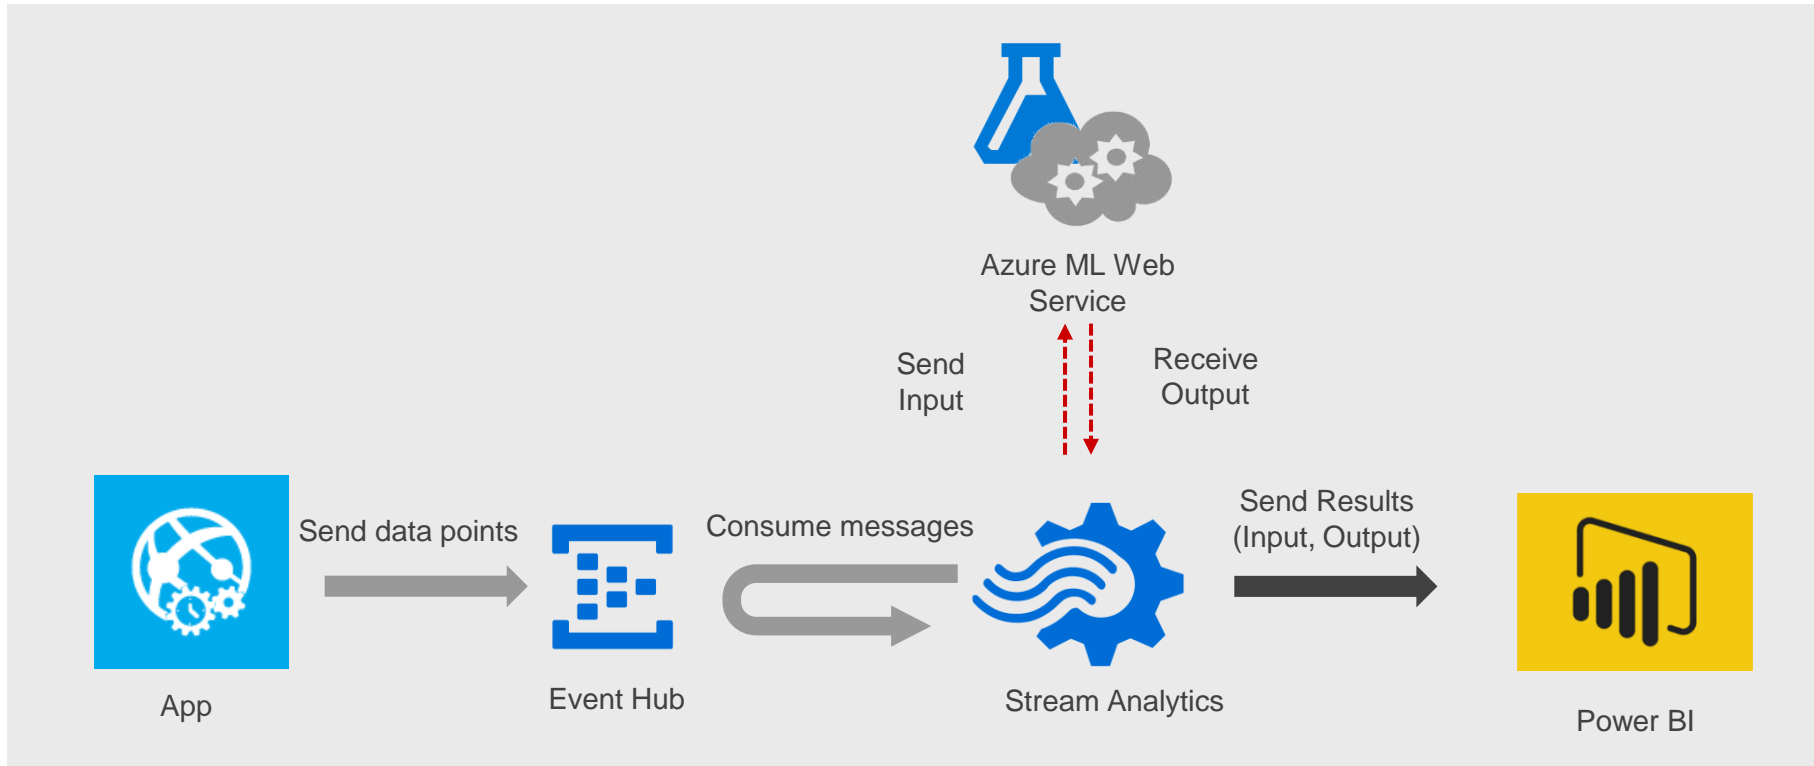 Azure ML Web
Service
Send
Input
Receive
Output
Send data points
Consume messages
Send Results
(Input, Output)
App
Event Hub
Stream Analytics
Power BI